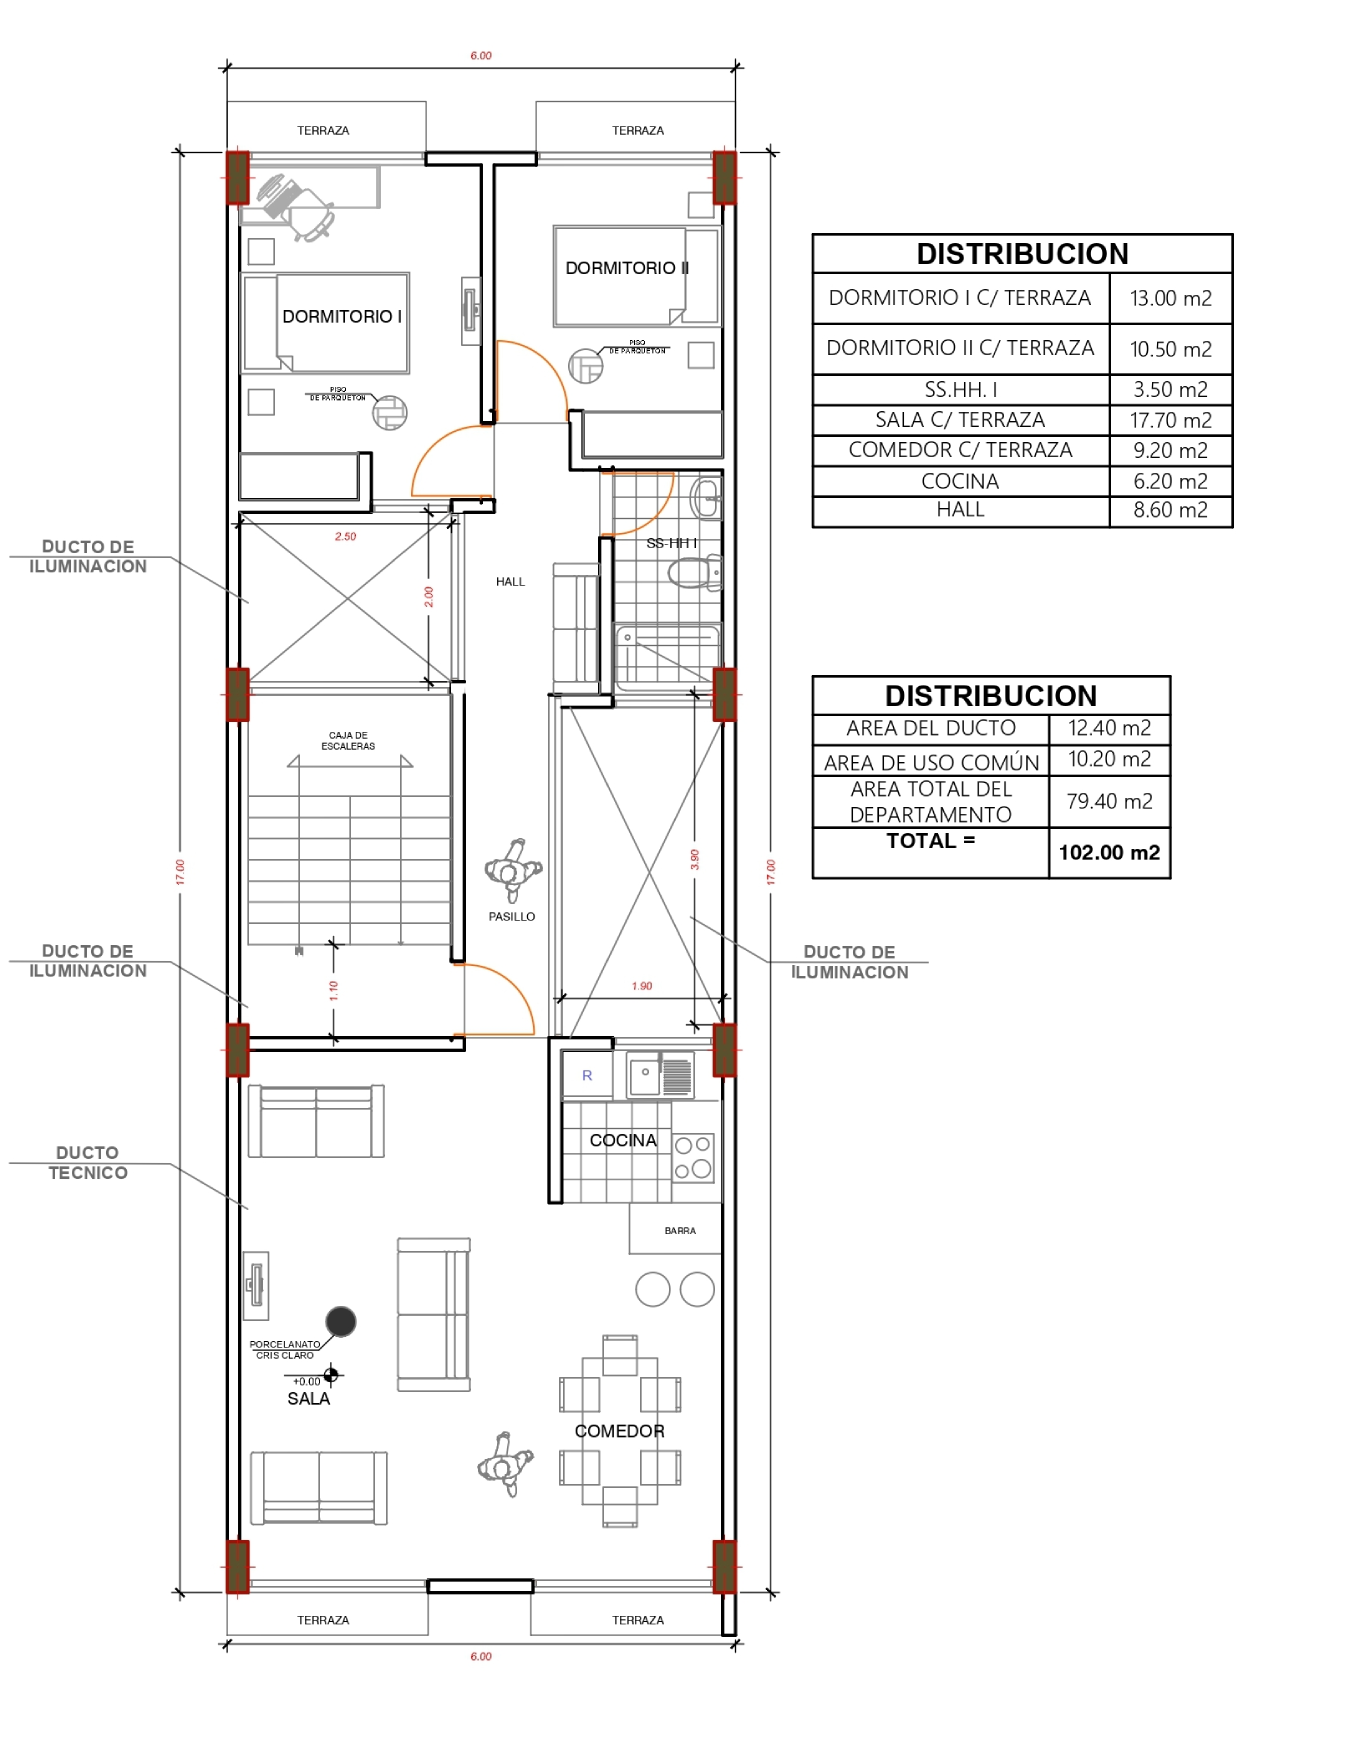 6.00
TERRAZA
TERRAZA
DORMITORIO I
DORMITORIO II
PISO
DE PARQUETON
PISO
DE PARQUETON
DISTRIBUCION
DORMITORIO I C/ TERRAZA 13.00 m2
DORMITORIO II C/ TERRAZA 10.50 m2
SS.HH. I 3.50 m2
SALA C/ TERRAZA 17.70 m2
COMEDOR C/ TERRAZA 9.20 m2
COCINA 6.20 m2
HALL 8.60 m2
DUCTO DE
ILUMINACION
2.50
2.00
HALL
SS-HH I
DISTRIBUCION
AREA DEL DUCTO 12.40 m2
AREA DE USO COMÚN 10.20 m2
AREA TOTAL DEL
DEPARTAMENTO 79.40 m2
TOTAL = 102.00 m2
CAJA DE
ESCALERAS
17.00
3.90
17.00
PASILLO
DUCTO DE
ILUMINACION
1.10
1.90
DUCTO DE
ILUMINACION
R
COCINA
DUCTO
TECNICO
BARRA
PORCELANATO
CRIS CLARO
+0.00
SALA
COMEDOR
TERRAZA
TERRAZA
6.00